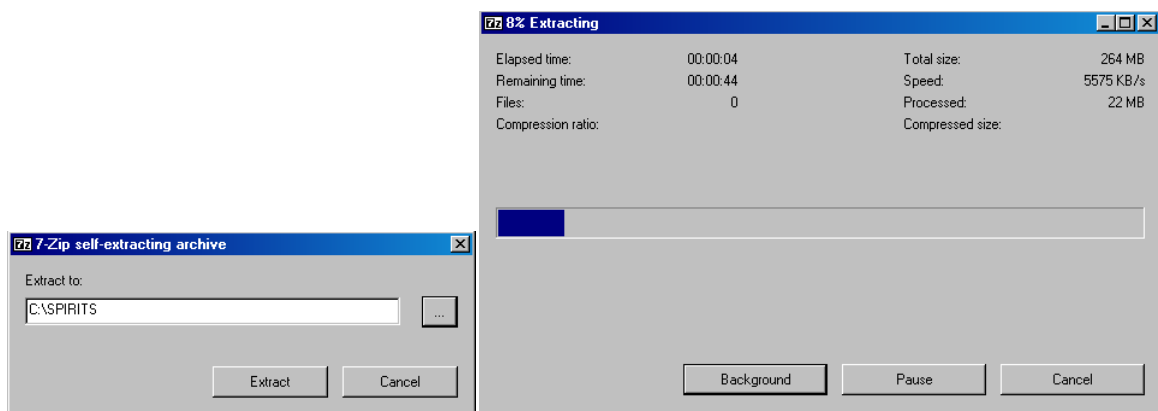 7z 8% Extracting
Elapsed time: 00:00:04 Total size: 264 MB
Remaining time: 00:00:44 Speed: 5575 KB/s
Files: 0 Processed: 22 MB
Compression ratio: Compressed size:
Background Pause Cancel
7z 7-Zip self-extracting archive
Extract to:
C:\SPIRITS
...
Extract Cancel